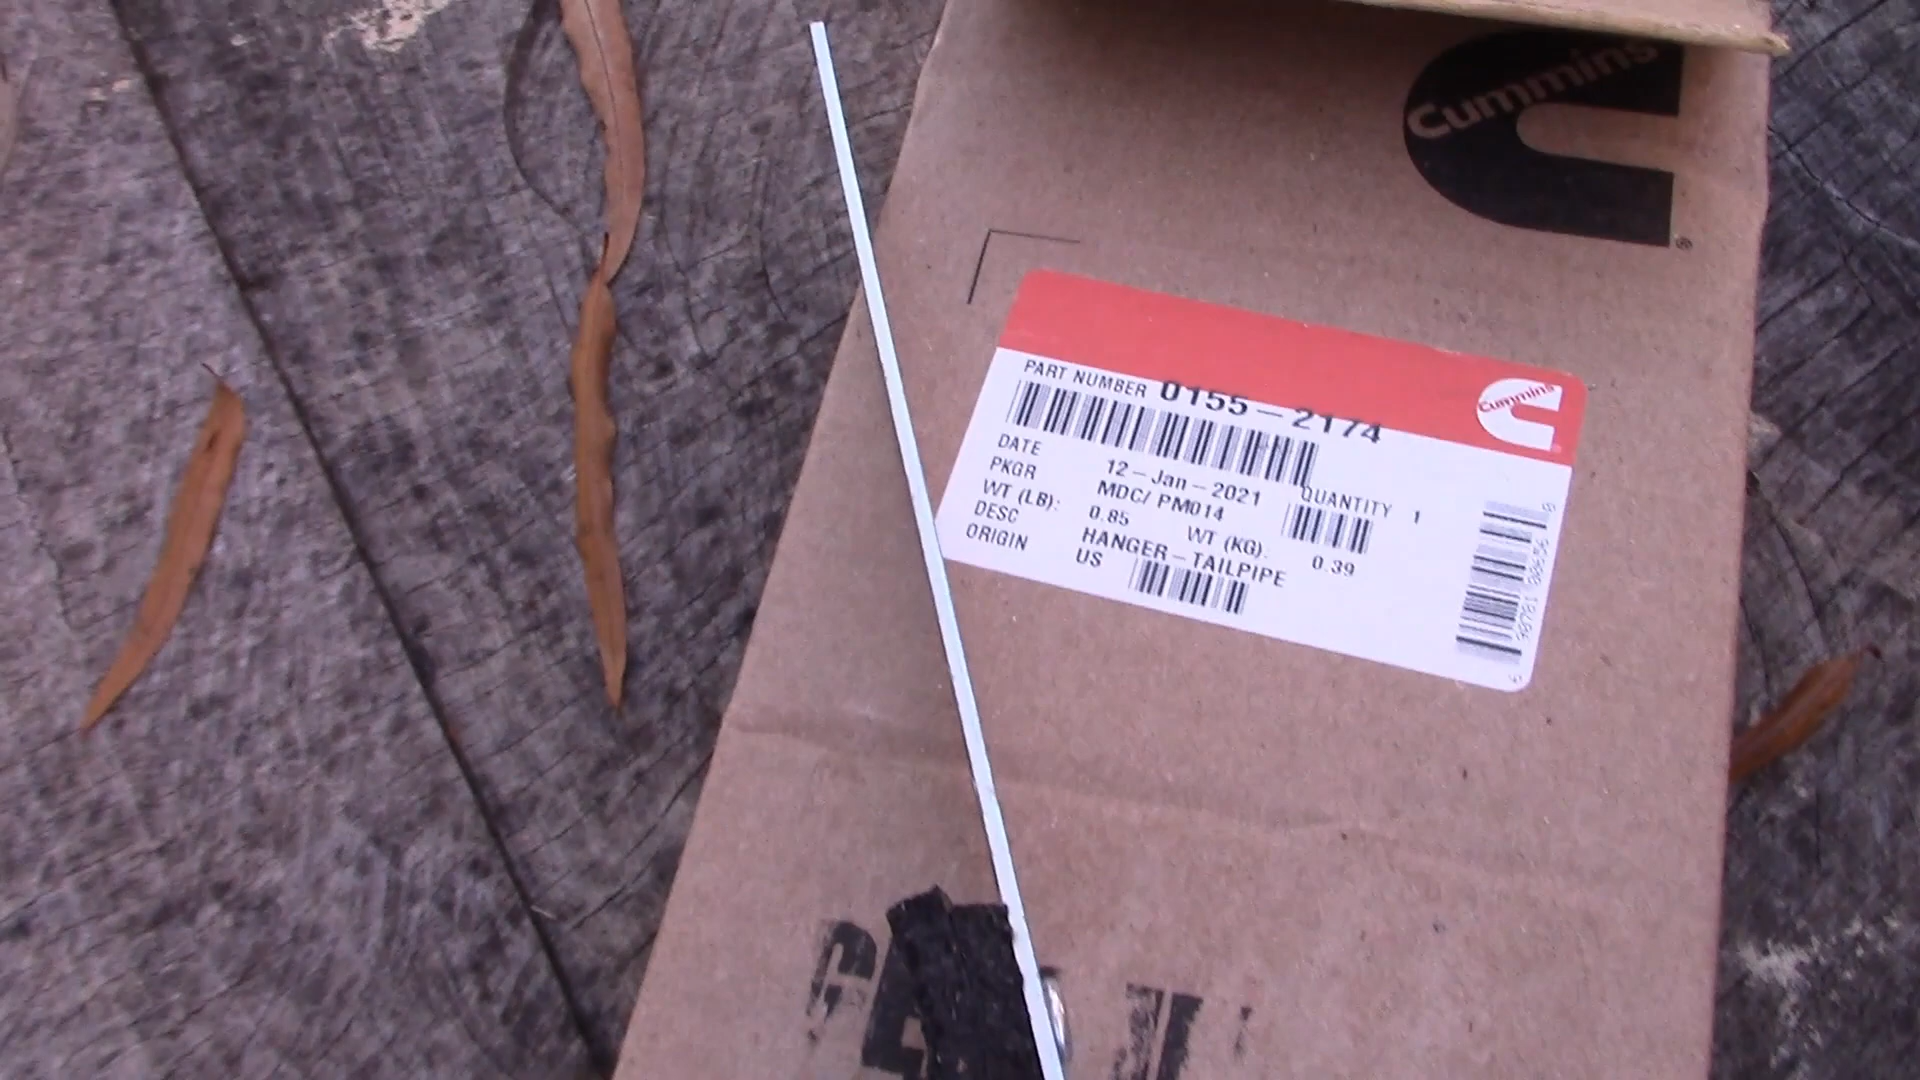 Cummins
®
PART NUMBER 0155-2174
Cummins
DATE 12-Jan-2021 QUANTITY 1
PKGR MDC/ PM014
WT (LB): 0.85 WT (KG). 0.39
DESC HANGER-TAILPIPE
ORIGIN US